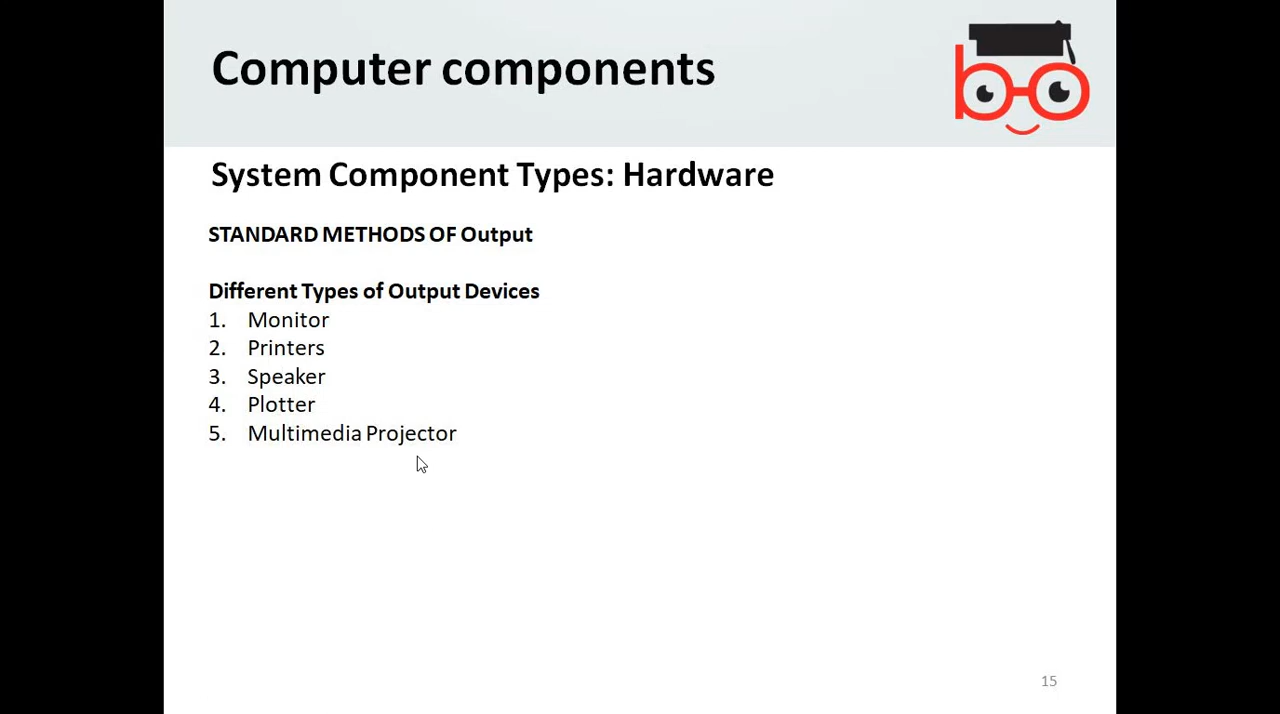 Computer components
System Component Types: Hardware
STANDARD METHODS OF Output
Different Types of Output Devices
1. Monitor
2. Printers
3. Speaker
4. Plotter
5. Multimedia Projector
15